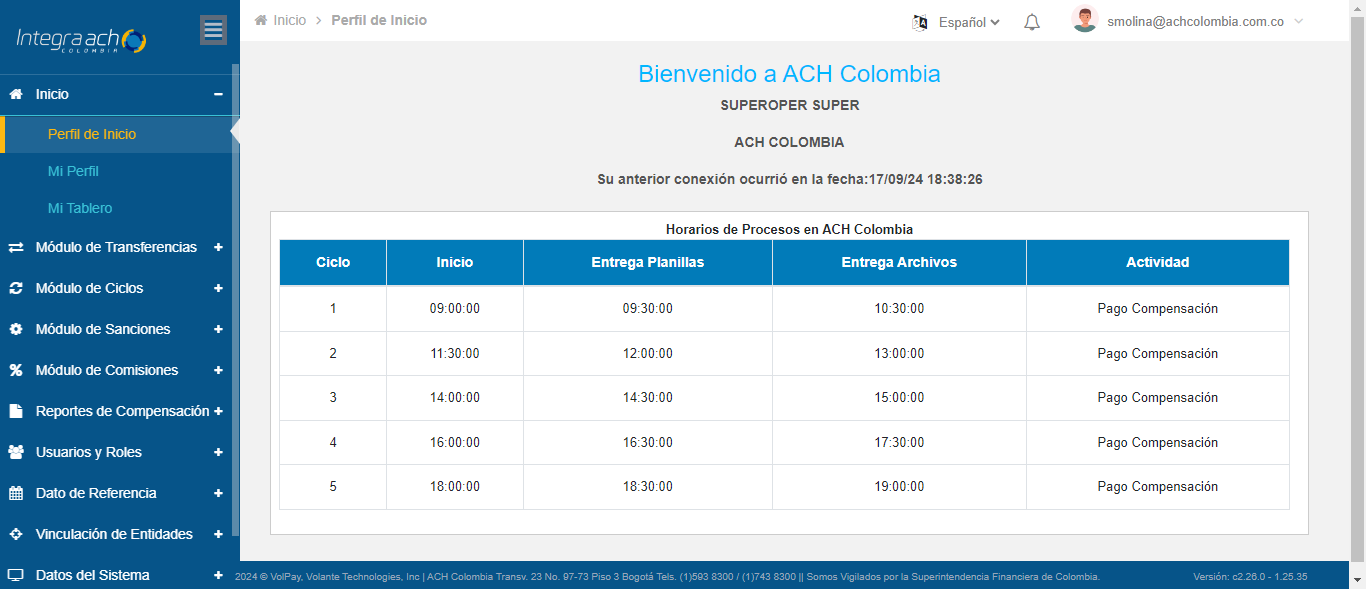 Integra ach
COLOMBIA
Inicio
Perfil de Inicio
Mi Perfil
Mi Tablero
Módulo de Transferencias
Módulo de Ciclos
Módulo de Sanciones
Módulo de Comisiones
Reportes de Compensación
Usuarios y Roles
Dato de Referencia
Vinculación de Entidades
Datos del Sistema
Inicio > Perfil de Inicio
Español
smolina@achcolombia.com.co
Bienvenido a ACH Colombia
SUPEROPER SUPER
ACH COLOMBIA
Su anterior conexión ocurrió en la fecha:17/09/24 18:38:26
Horarios de Procesos en ACH Colombia
Ciclo Inicio Entrega Planillas Entrega Archivos Actividad
1 09:00:00 09:30:00 10:30:00 Pago Compensación
2 11:30:00 12:00:00 13:00:00 Pago Compensación
3 14:00:00 14:30:00 15:00:00 Pago Compensación
4 16:00:00 16:30:00 17:30:00 Pago Compensación
5 18:00:00 18:30:00 19:00:00 Pago Compensación
2024 © VolPay, Volante Technologies, Inc | ACH Colombia Transv. 23 No. 97-73 Piso 3 Bogotá Tels. (1)593 8300 / (1)743 8300 || Somos Vigilados por la Superintendencia Financiera de Colombia.
Versión: c2.26.0 - 1.25.35